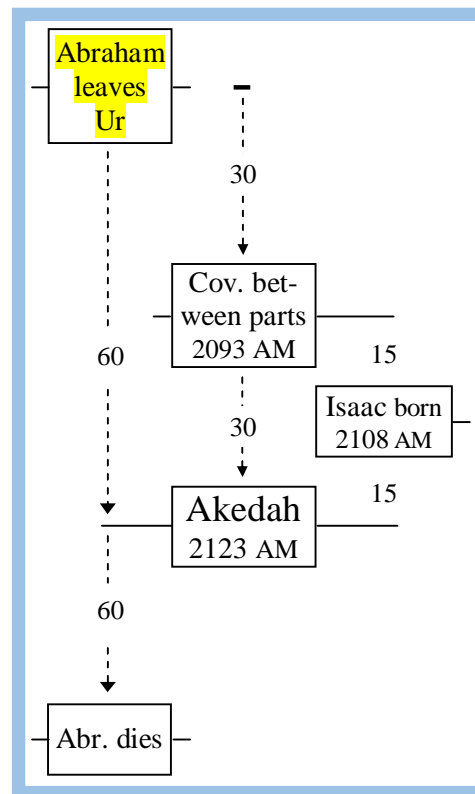 Abraham
leaves
Ur
30
Cov. bet-
ween parts
2093 AM
60
15
Isaac born
2108 AM
30
15
Akedah
2123 AM
60
Abr. dies